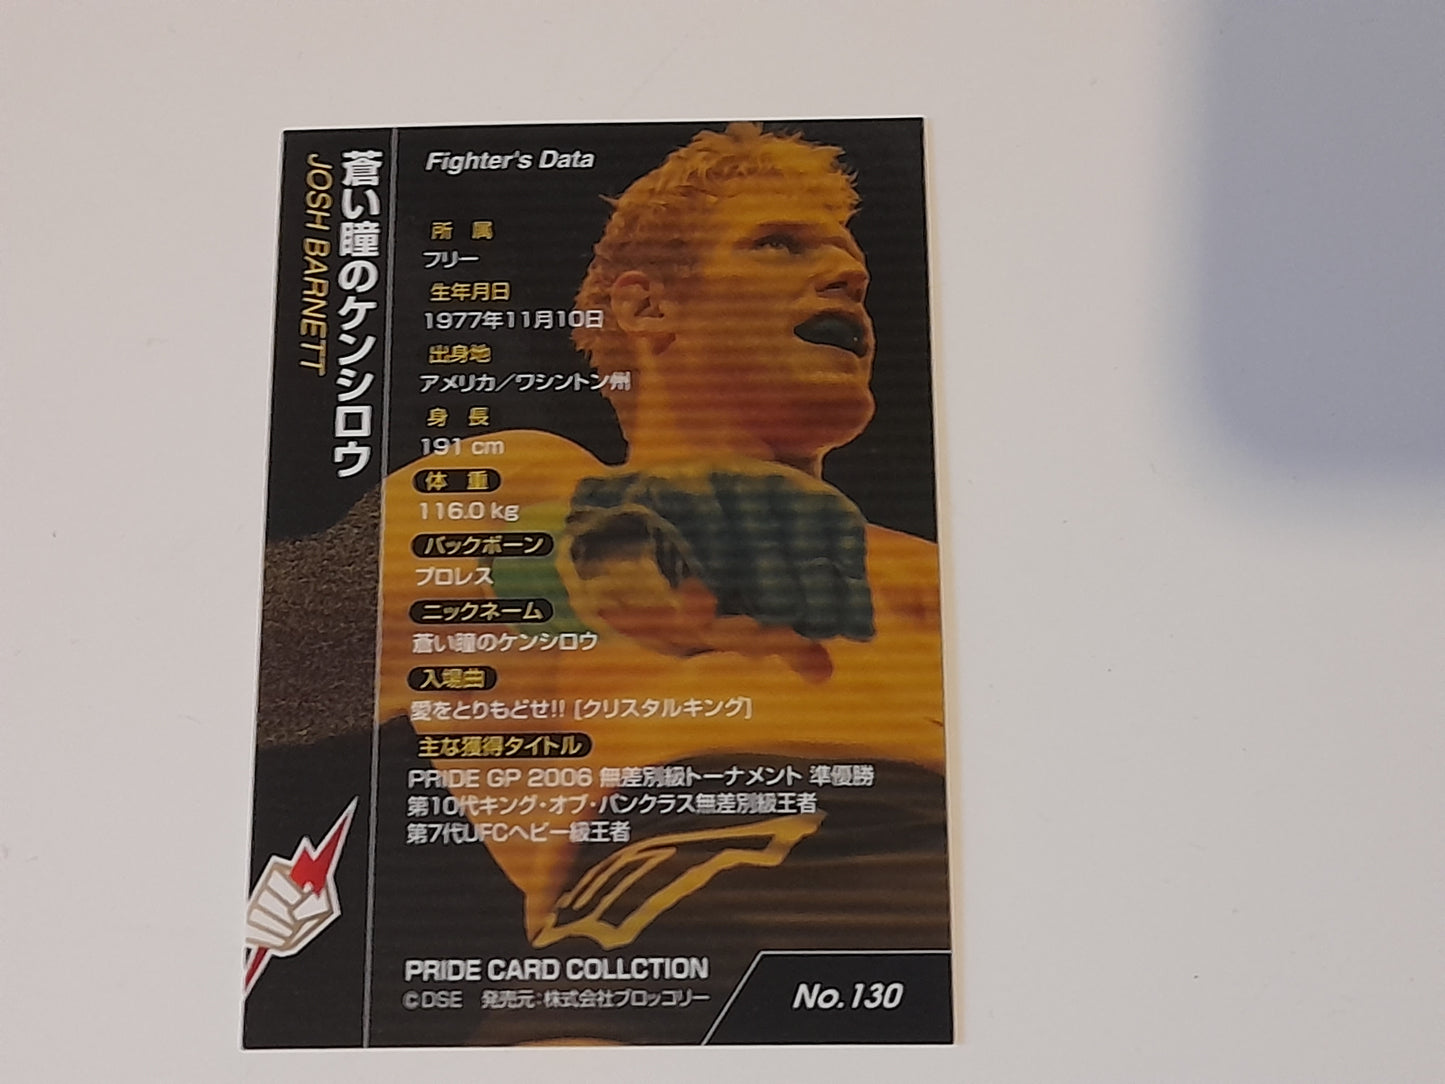 蒼い瞳のケンシロウ
JOSH BARNETT
Fighter's Data
所 属
フリー
生年月日
1977年11月10日
出身地
アメリカ／ワシントン州
身 長
191 cm
体 重
116.0 kg
バックボーン
プロレス
ニックネーム
蒼い瞳のケンシロウ
入場曲
愛をとりもどせ!! [クリスタルキング]
主な獲得タイトル
PRIDE GP 2006 無差別級トーナメント 準優勝
第10代キング・オブ・パンクラス無差別級王者
第7代UFCヘビー級王者
PRIDE CARD COLLCTION
©DSE 発売元:株式会社ブロッコリー
No.130